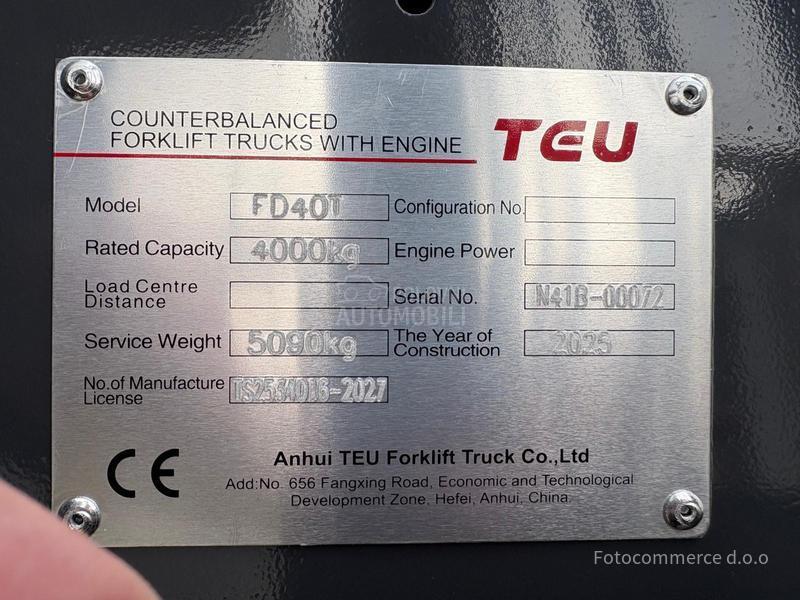 COUNTERBALANCED
FORKLIFT TRUCKS WITH ENGINE
TEU
Model FD40T Configuration No.
Rated Capacity 4000kg Engine Power
Load Centre
Distance
Serial No. N41B-00072
Service Weight 5090kg
The Year of
Construction 2025
No.of Manufacture
License
TS2564016-2027
CE
Anhui TEU Forklift Truck Co.,Ltd
Add:No. 656 Fangxing Road, Economic and Technological
Development Zone, Hefei, Anhui, China.
AUTOMOBILI
Fotocommerce d.o.o